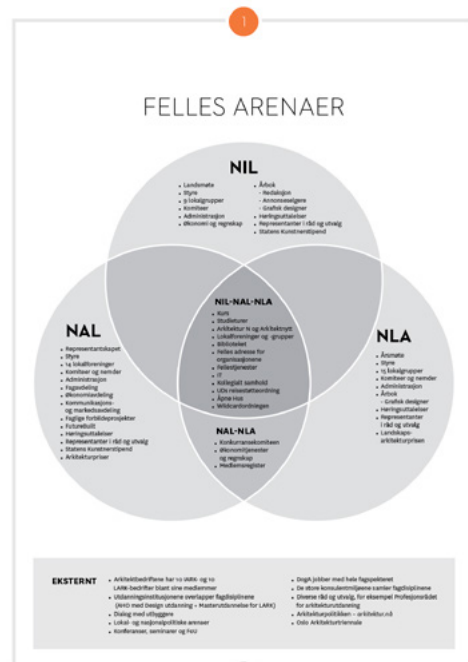 1
FELLES ARENAER
NIL
• Landsmøte
• Styre
• 9 lokalgrupper
• Komiteer
• Administrasjon
• Økonomi og regnskap
• Årbok
- Redaksjon
- Annonseselgere
- Grafisk designer
• Høringsuttalelser
• Representanter i råd og utvalg
• Statens Kunstnerstipend
NAL
• Representantskapet
• Styre
• 14 lokalforeninger
• Komiteer og nemder
• Administrasjon
• Fagavdeling
• Økonomiavdeling
• Kommunikasjons-
og markedsavdeling
• Faglige forbildeprosjekter
• FutureBuilt
• Høringsuttalelser
• Representanter i råd og utvalg
• Statens Kunstnerstipend
• Arkitekturpriser
NIL-NAL-NLA
• Kurs
• Studieturer
• Arkitektur N og Arkitektnytt
• Lokalforeninger og -grupper
• Biblioteket
• Felles adresse for
organisasjonene
• Fellestjenester
• IT
• Kollegialt samhold
• UDs reisestøtteordning
• Åpne Hus
• Wildcardordningen
NLA
• Årsmøte
• Styre
• 15 lokalgrupper
• Komiteer og nemder
• Administrasjon
• Årbok
- Grafisk designer
• Høringsuttalelser
• Representanter
i råd og utvalg
• Landskaps-
arkitekturprisen
NAL-NLA
• Konkurransekomiteen
• Økonomitjenester
og regnskap
• Medlemsregister
EKSTERNT
• Arkitektbedriftene har 10 IARK- og 10
LARK-bedrifter blant sine medlemmer
• Utdanningsinstitusjonene overlapper fagdisiplinene
(AHO med Design utdanning + Masterutdannelse for LARK)
• Dialog med utbyggere
• Lokal- og nasjonalpolitiske arenaer
• Konferanser, seminarer og FoU
• DogA jobber med hele fagspekteret
• De store konsulentmiljøene samler fagdisiplinene
• Diverse råd og utvalg, for eksempel Profesjonsrådet
for arkitekturutdanning
• Arkitekturpolitikken – arkitektur.nå
• Oslo Arkitekturtriennale